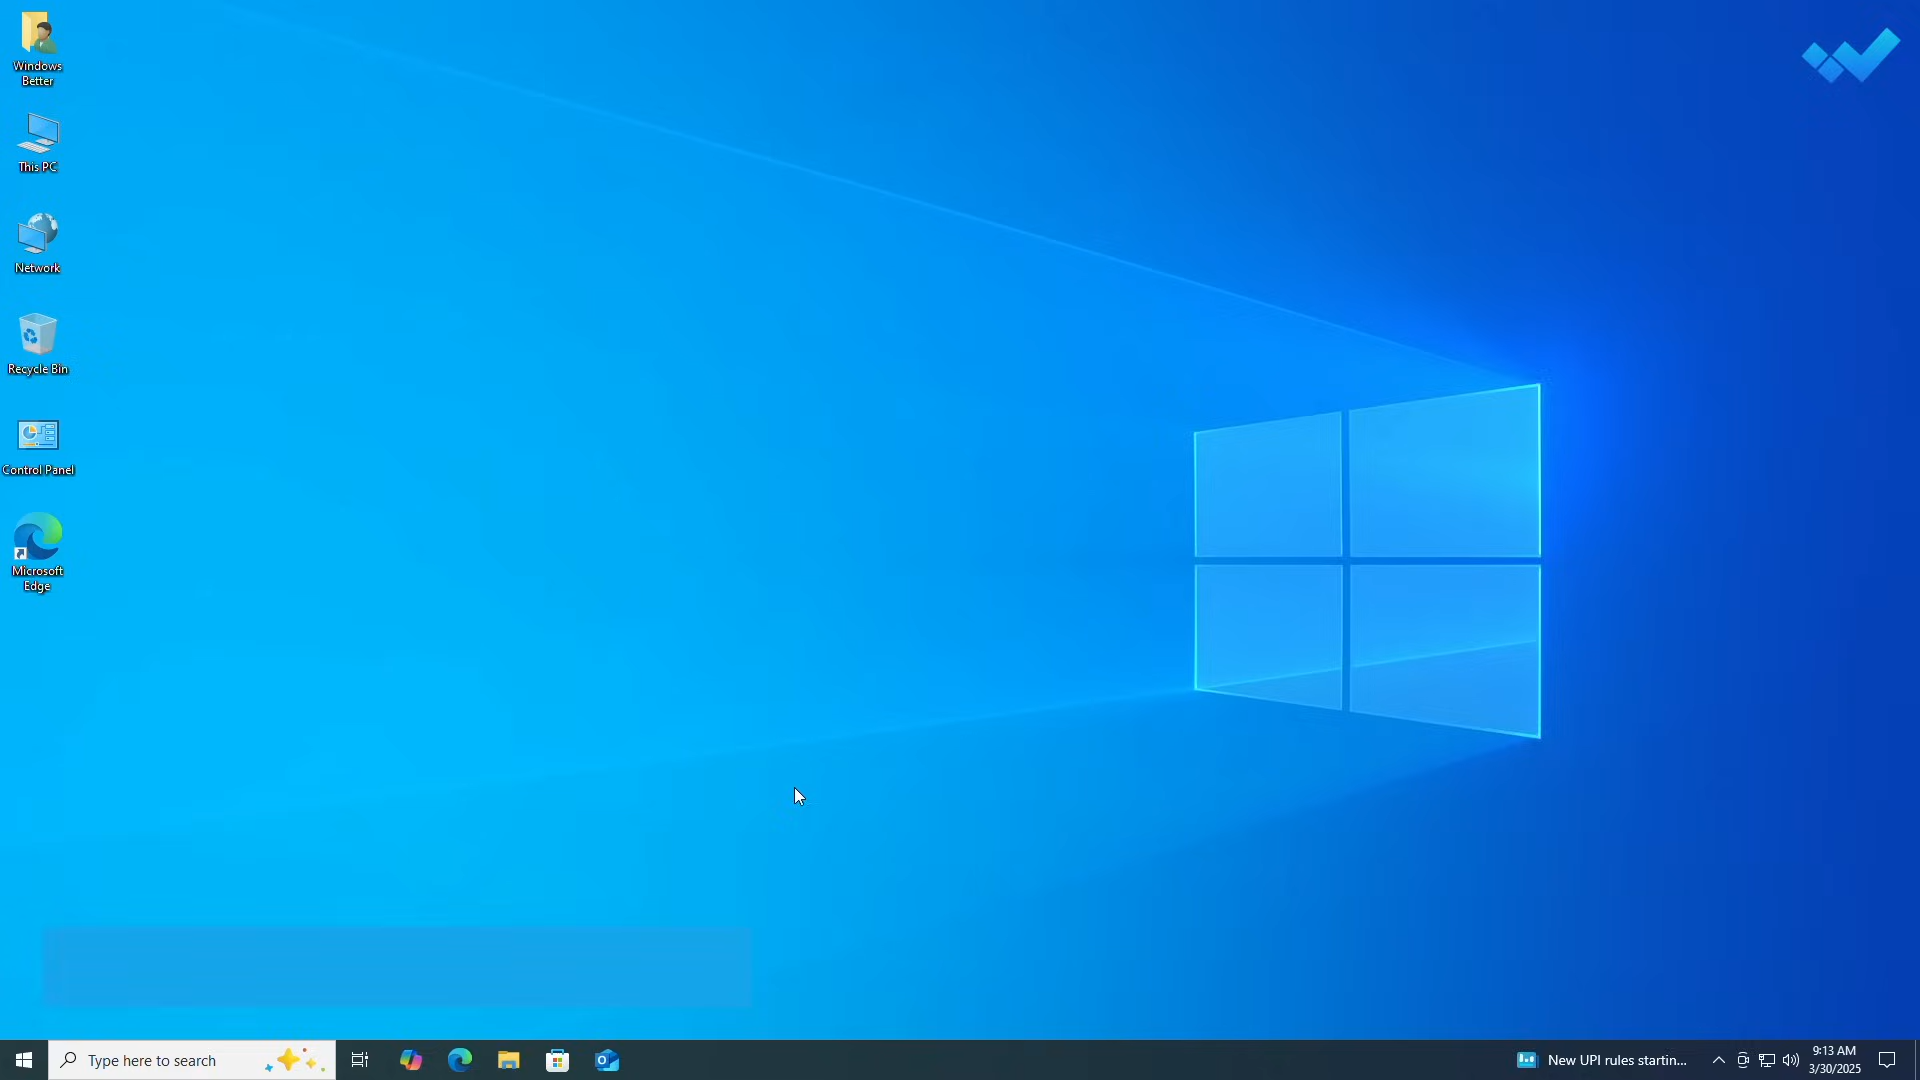 Windows
Better
This PC
Network
Recycle Bin
Control Panel
Microsoft
Edge
Type here to search
New UPI rules startin...
9:13 AM
3/30/2025